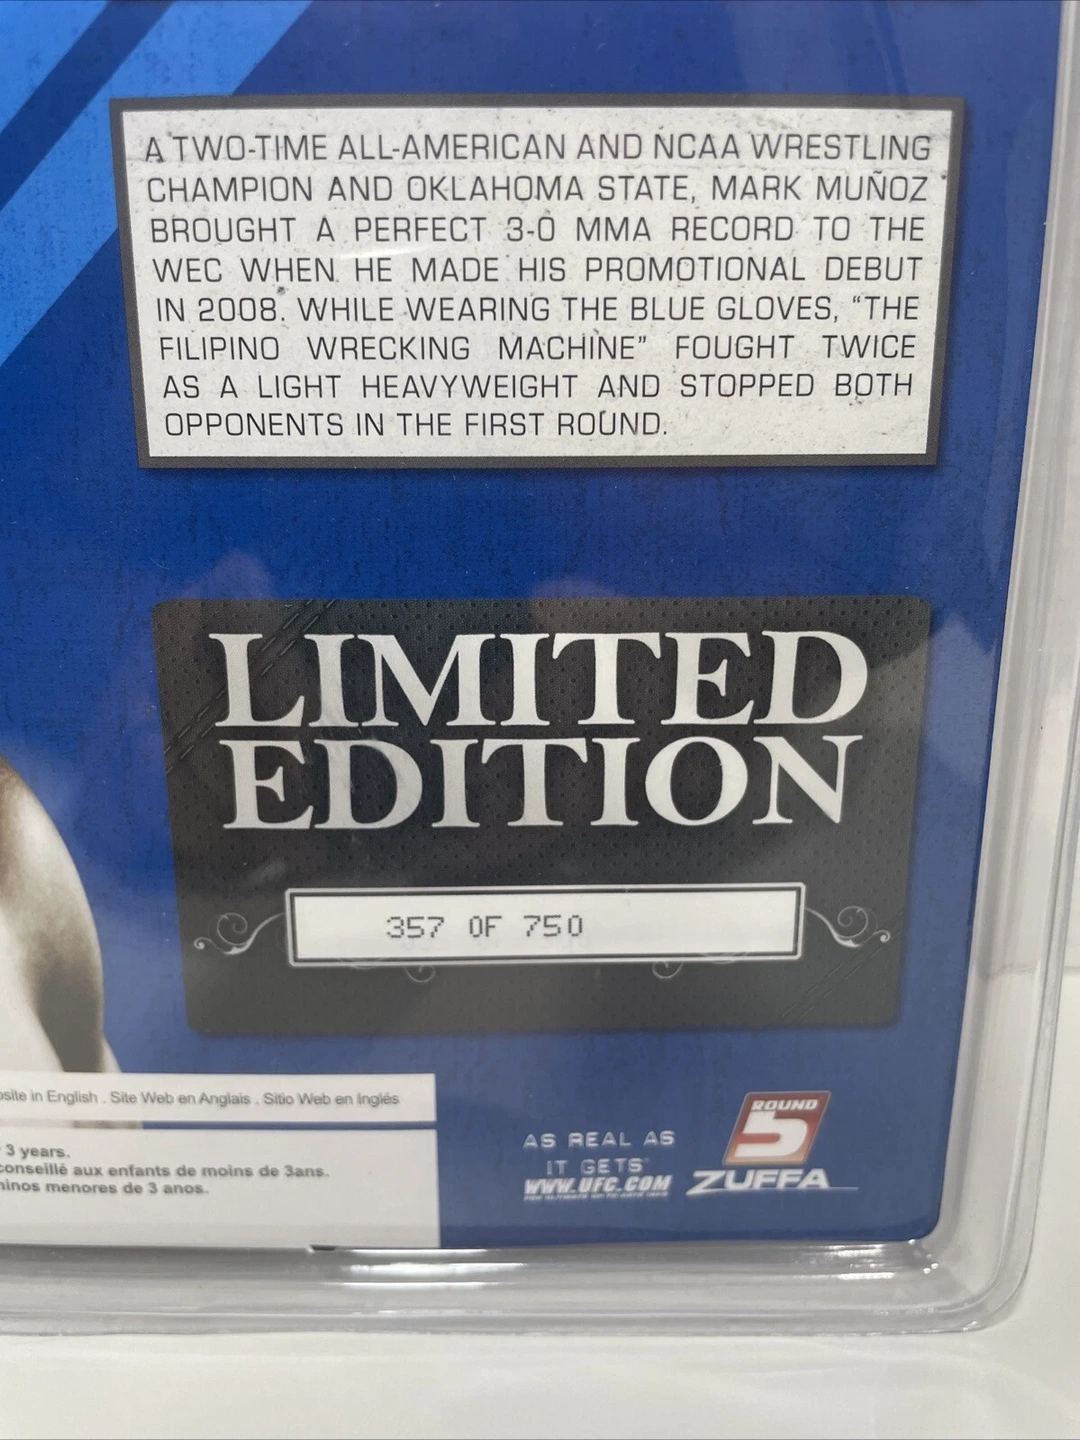 A TWO-TIME ALL-AMERICAN AND NCAA WRESTLING
CHAMPION AND OKLAHOMA STATE, MARK MUÑOZ
BROUGHT A PERFECT 3-0 MMA RECORD TO THE
WEC WHEN HE MADE HIS PROMOTIONAL DEBUT
IN 2008. WHILE WEARING THE BLUE GLOVES, “THE
FILIPINO WRECKING MACHINE” FOUGHT TWICE
AS A LIGHT HEAVYWEIGHT AND STOPPED BOTH
OPPONENTS IN THE FIRST ROUND.
LIMITED
EDITION
357 OF 750
site in English . Site Web en Anglais . Sitio Web en Inglés
3 years.
conseillé aux enfants de moins de 3ans.
ninos menores de 3 anos.
AS REAL AS
IT GETS
WWW.UFC.COM
ROUND
5
ZUFFA